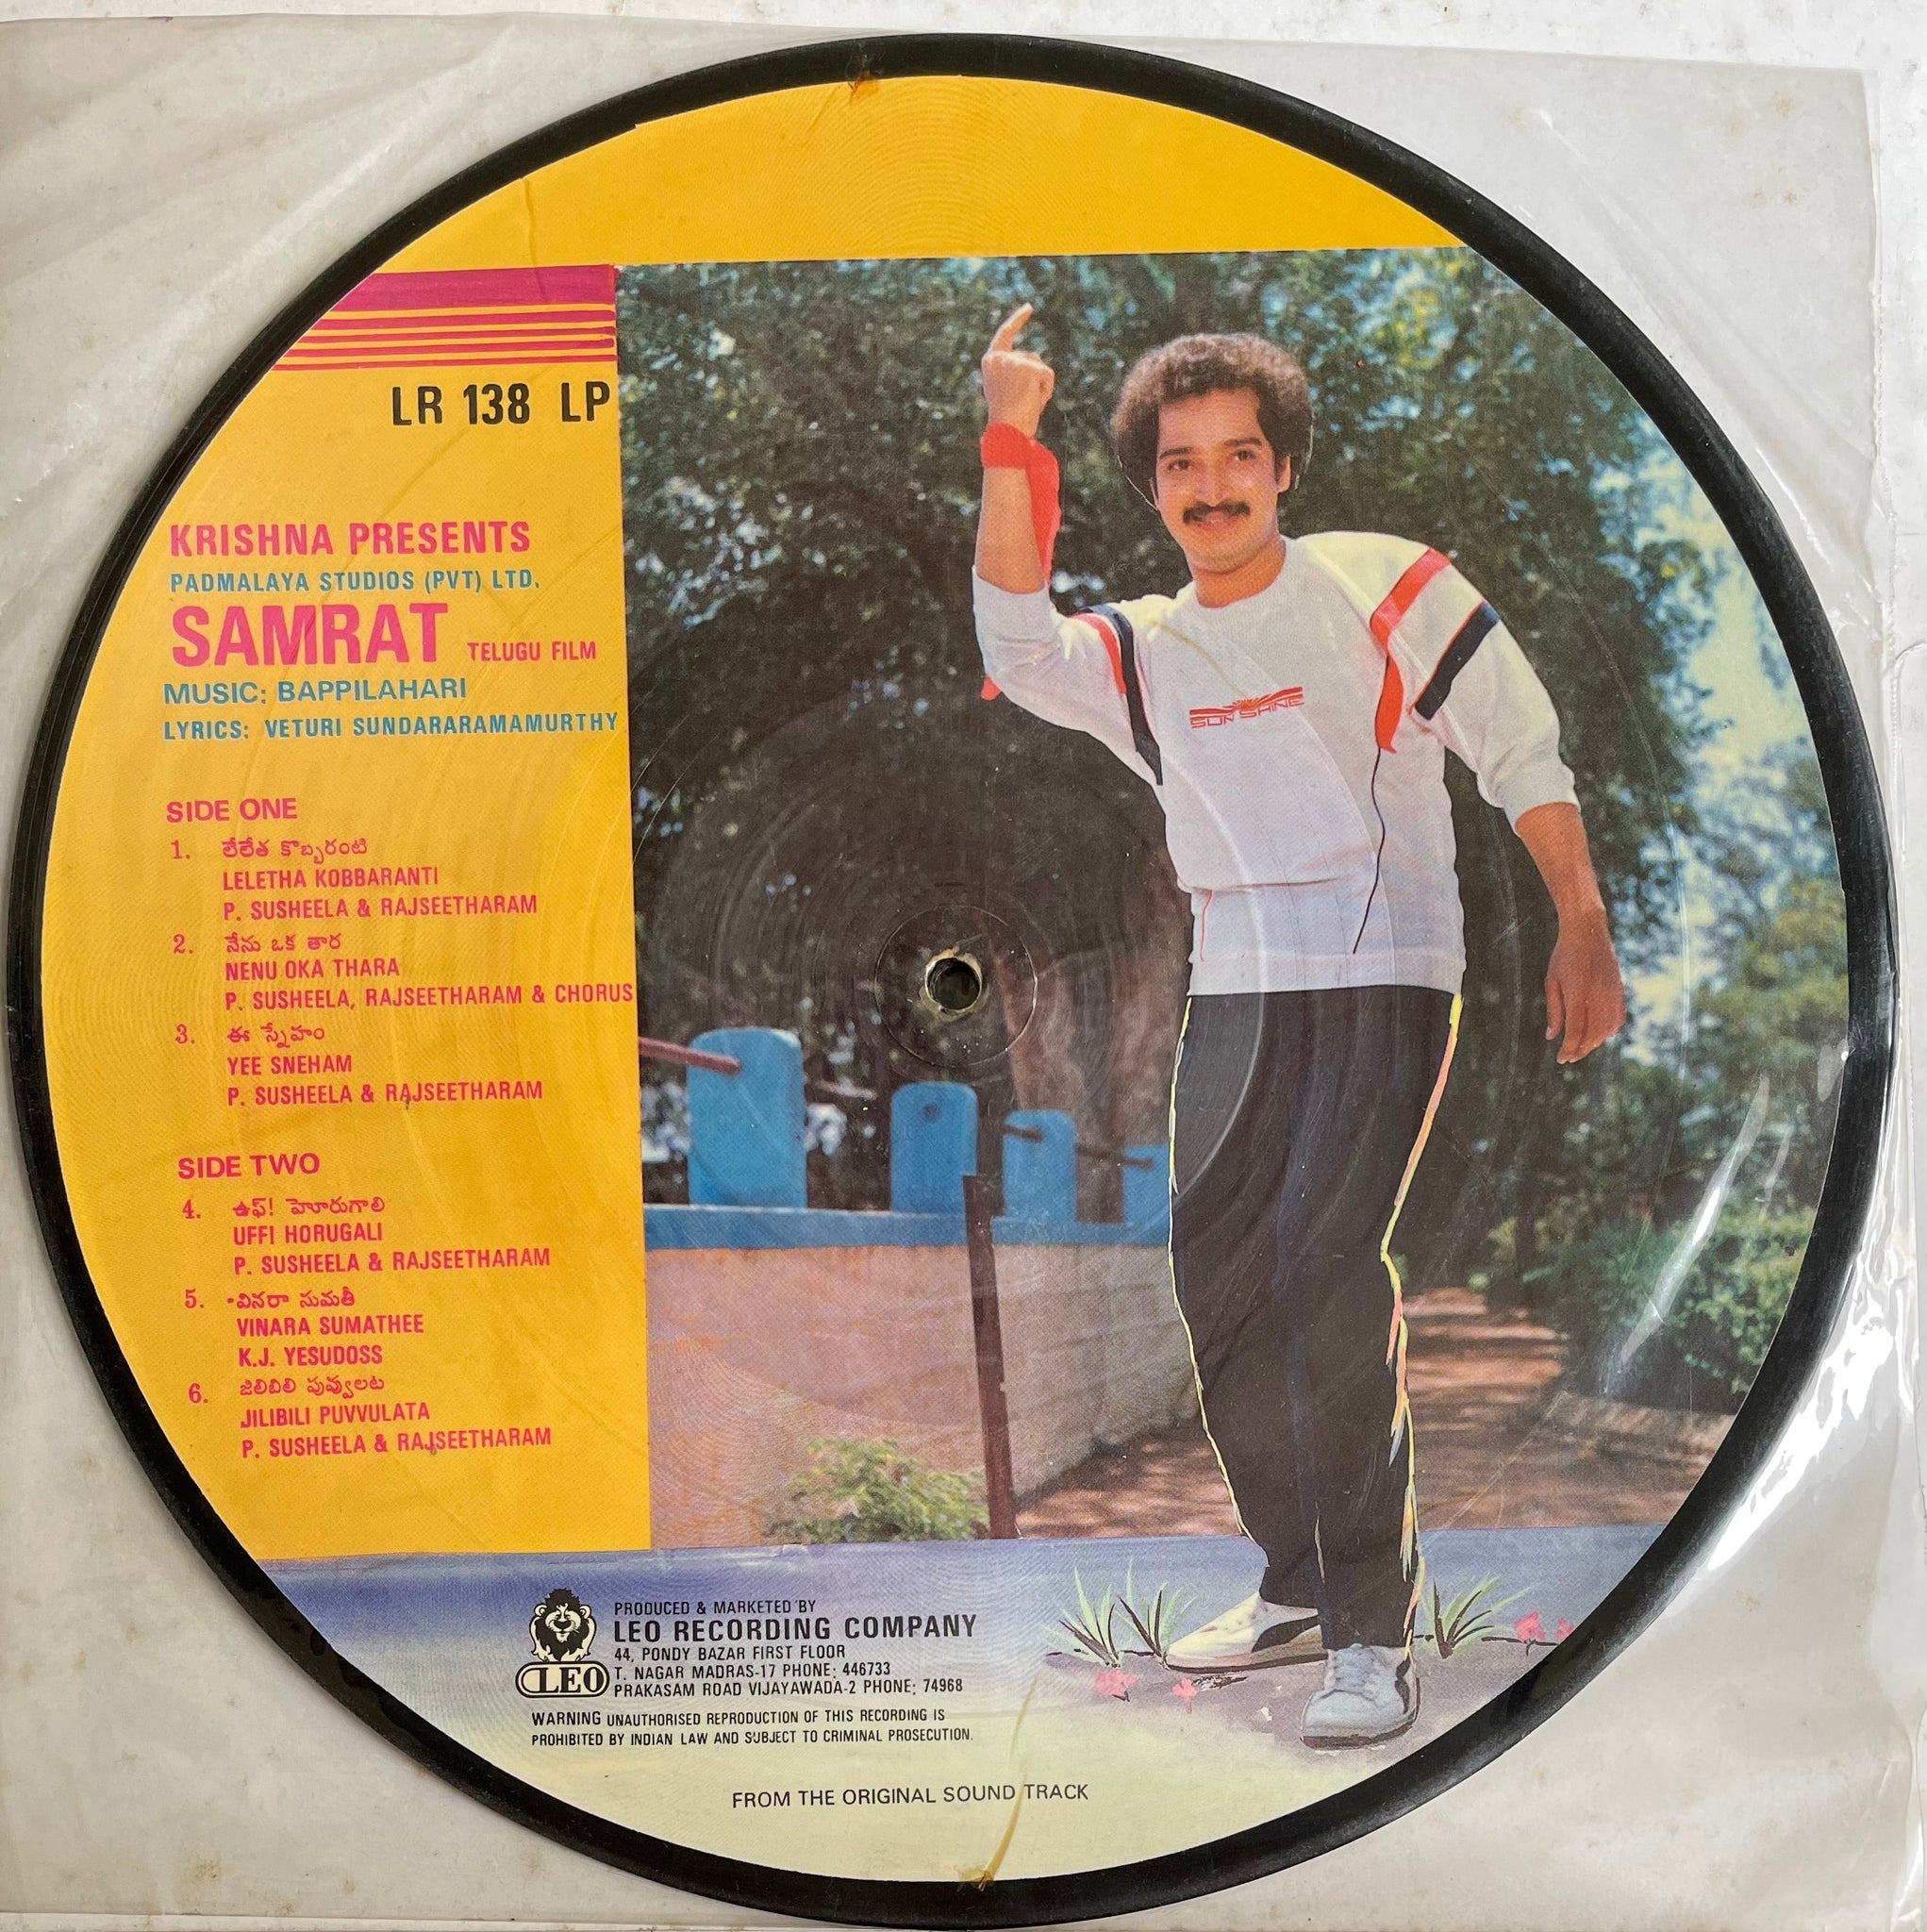 LR 138 LP
KRISHNA PRESENTS
PADMALAYA STUDIOS (PVT) LTD.
SAMRAT TELUGU FILM
MUSIC: BAPPILAHARI
LYRICS: VETURI SUNDARARAMAMURTHY
SIDE ONE
1. లేలేత కొబ్బరంటి
LELETHA KOBBARANTI
P. SUSHEELA & RAJSEETHARAM
2. నేను ఒక తార
NENU OKA THARA
P. SUSHEELA, RAJSEETHARAM & CHORUS
3. ఈ స్నేహం
YEE SNEHAM
P. SUSHEELA & RAJSEETHARAM
SIDE TWO
4. ఉఫ్! హెూరుగాలి
UFFI HORUGALI
P. SUSHEELA & RAJSEETHARAM
5. వినరా సుమతీ
VINARA SUMATHEE
K.J. YESUDOSS
6. జిలిబిలి పువ్వులట
JILIBILI PUVVULATA
P. SUSHEELA & RAJSEETHARAM
SUN SHINE
LEO
PRODUCED & MARKETED BY
LEO RECORDING COMPANY
44, PONDY BAZAR FIRST FLOOR
T. NAGAR MADRAS-17 PHONE: 446733
PRAKASAM ROAD VIJAYAWADA-2 PHONE: 74968
WARNING UNAUTHORISED REPRODUCTION OF THIS RECORDING IS
PROHIBITED BY INDIAN LAW AND SUBJECT TO CRIMINAL PROSECUTION.
FROM THE ORIGINAL SOUND TRACK